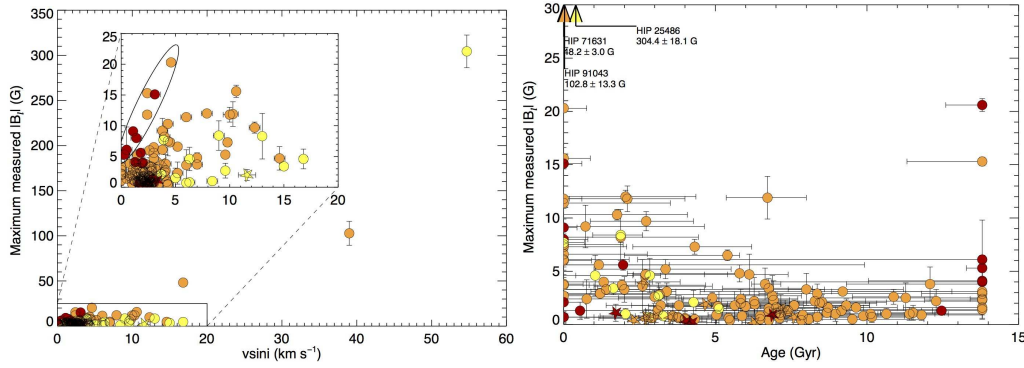 Maximum measured |Bₗ| (G)
350
300
250
200
150
100
50
0
25
20
15
10
5
0
0 5 10 15 20
0 10 20 30 40 50 60
vsini (km s⁻¹)
Maximum measured |Bₗ| (G)
30
25
20
15
10
5
0
HIP 25486
304.4 ± 18.1 G
HIP 71631
48.2 ± 3.0 G
HIP 91043
102.8 ± 13.3 G
0 5 10 15
Age (Gyr)